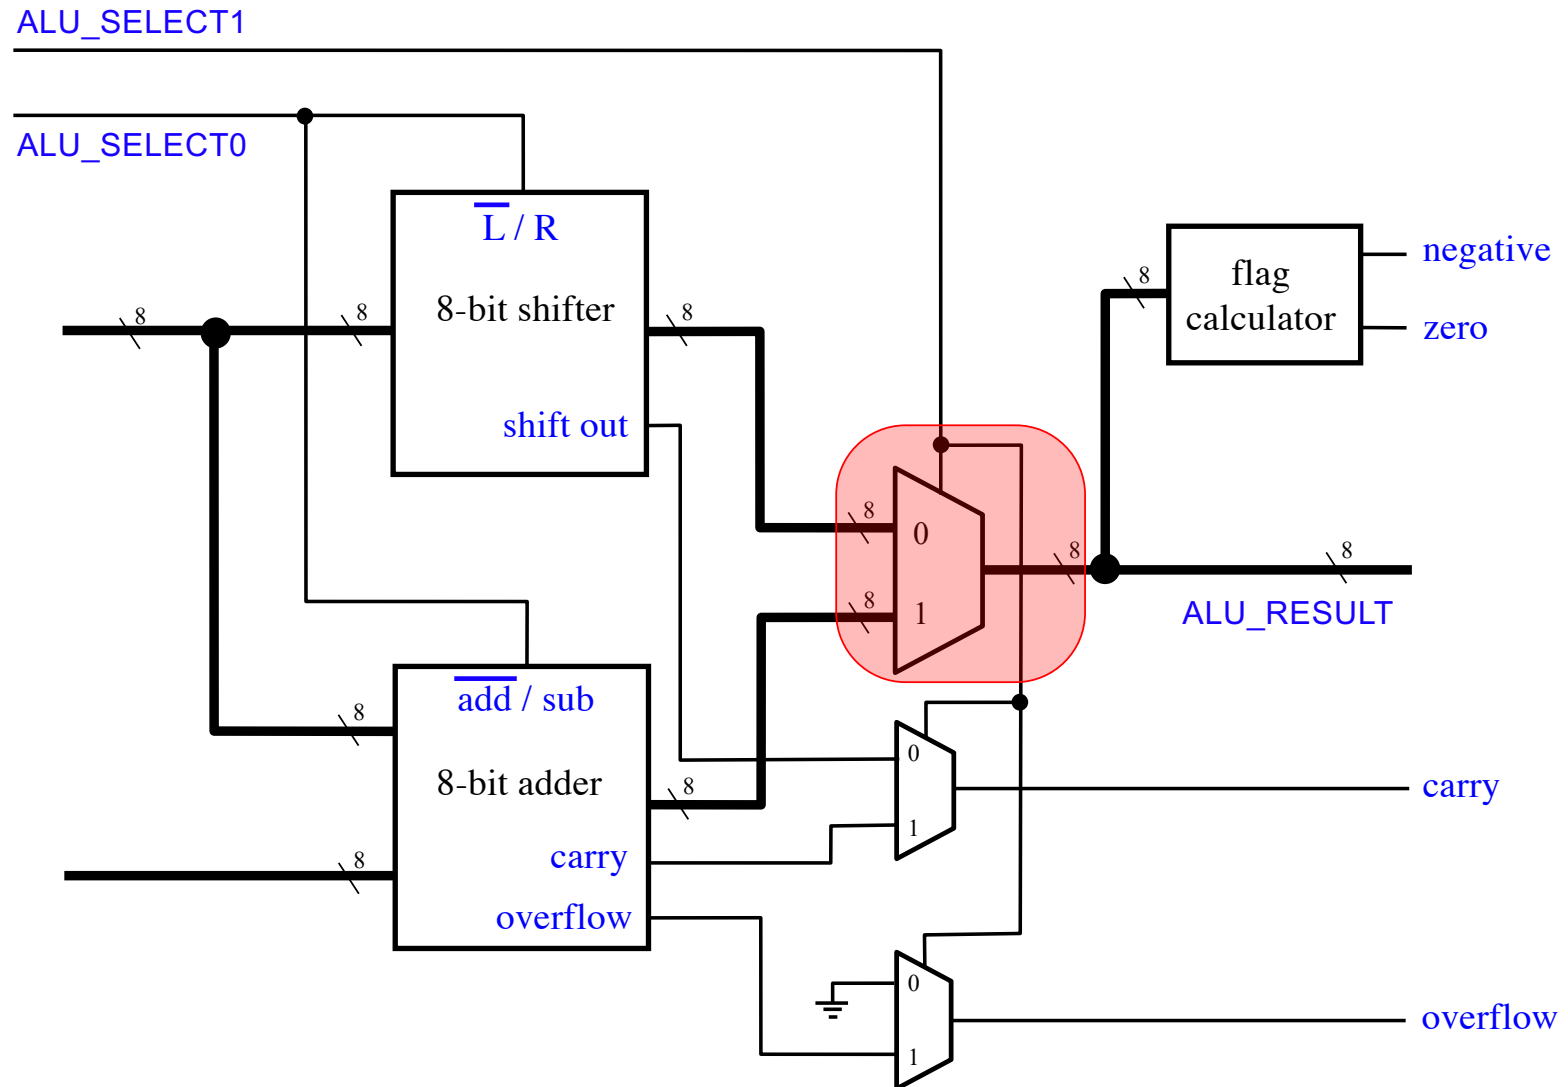 ALU_SELECT1
ALU_SELECT0
L / R
8-bit shifter
shift out
8
8
8
add / sub
8-bit adder
carry
overflow
8
8
8
8
0
8
1
8
0
1
0
1
flag
calculator
8
negative
zero
8
ALU_RESULT
carry
overflow